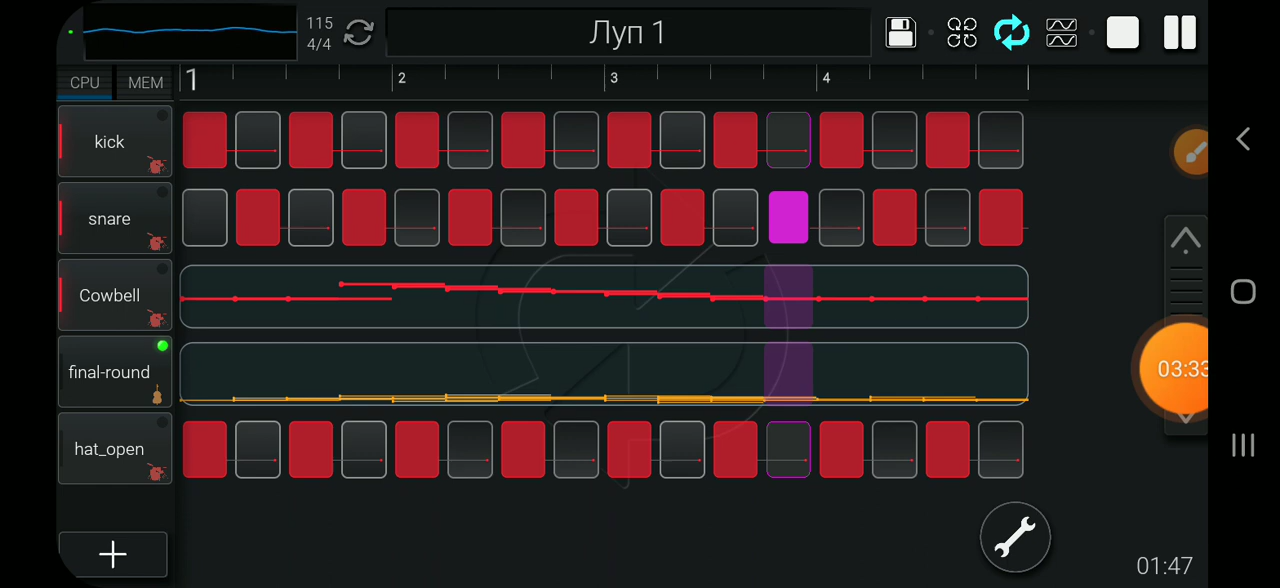 115
4/4
Луп 1
CPU MEM
1 2 3 4
kick
snare
Cowbell
final-round
hat_open
03:33
01:47